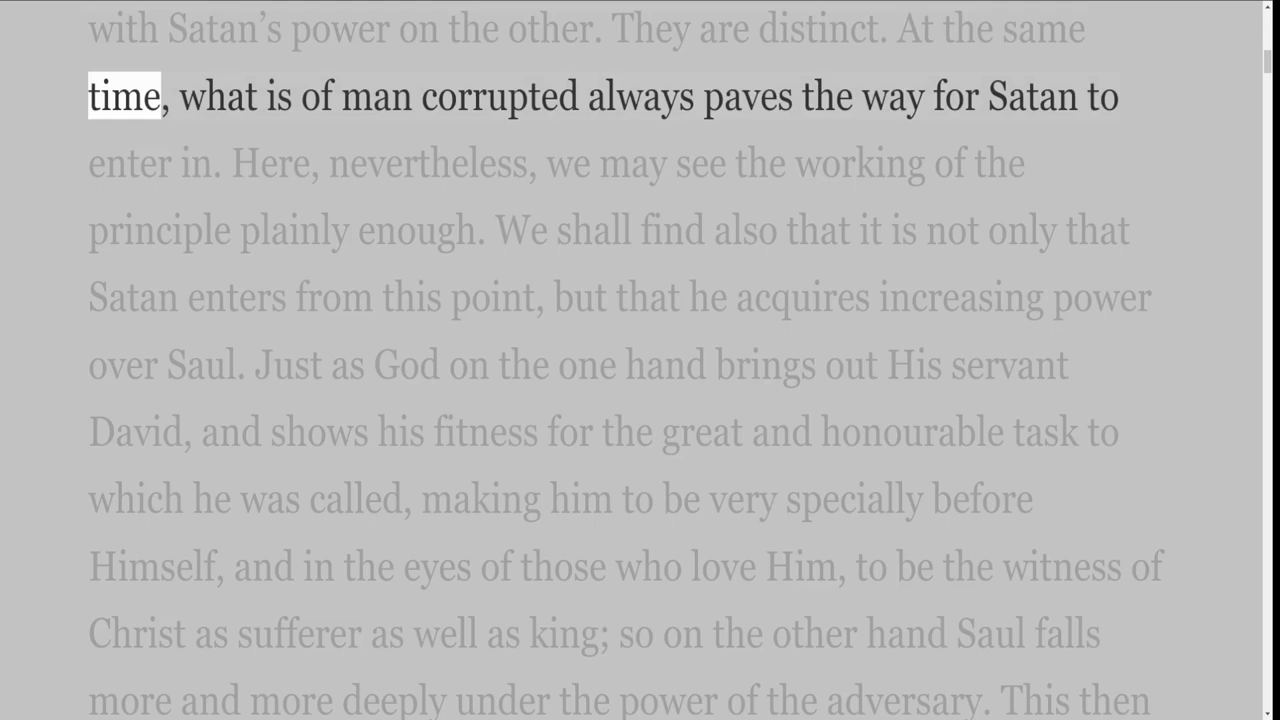 with Satan’s power on the other. They are distinct. At the same
time, what is of man corrupted always paves the way for Satan to
enter in. Here, nevertheless, we may see the working of the
principle plainly enough. We shall find also that it is not only that
Satan enters from this point, but that he acquires increasing power
over Saul. Just as God on the one hand brings out His servant
David, and shows his fitness for the great and honourable task to
which he was called, making him to be very specially before
Himself, and in the eyes of those who love Him, to be the witness of
Christ as sufferer as well as king; so on the other hand Saul falls
more and more deeply under the power of the adversary. This then